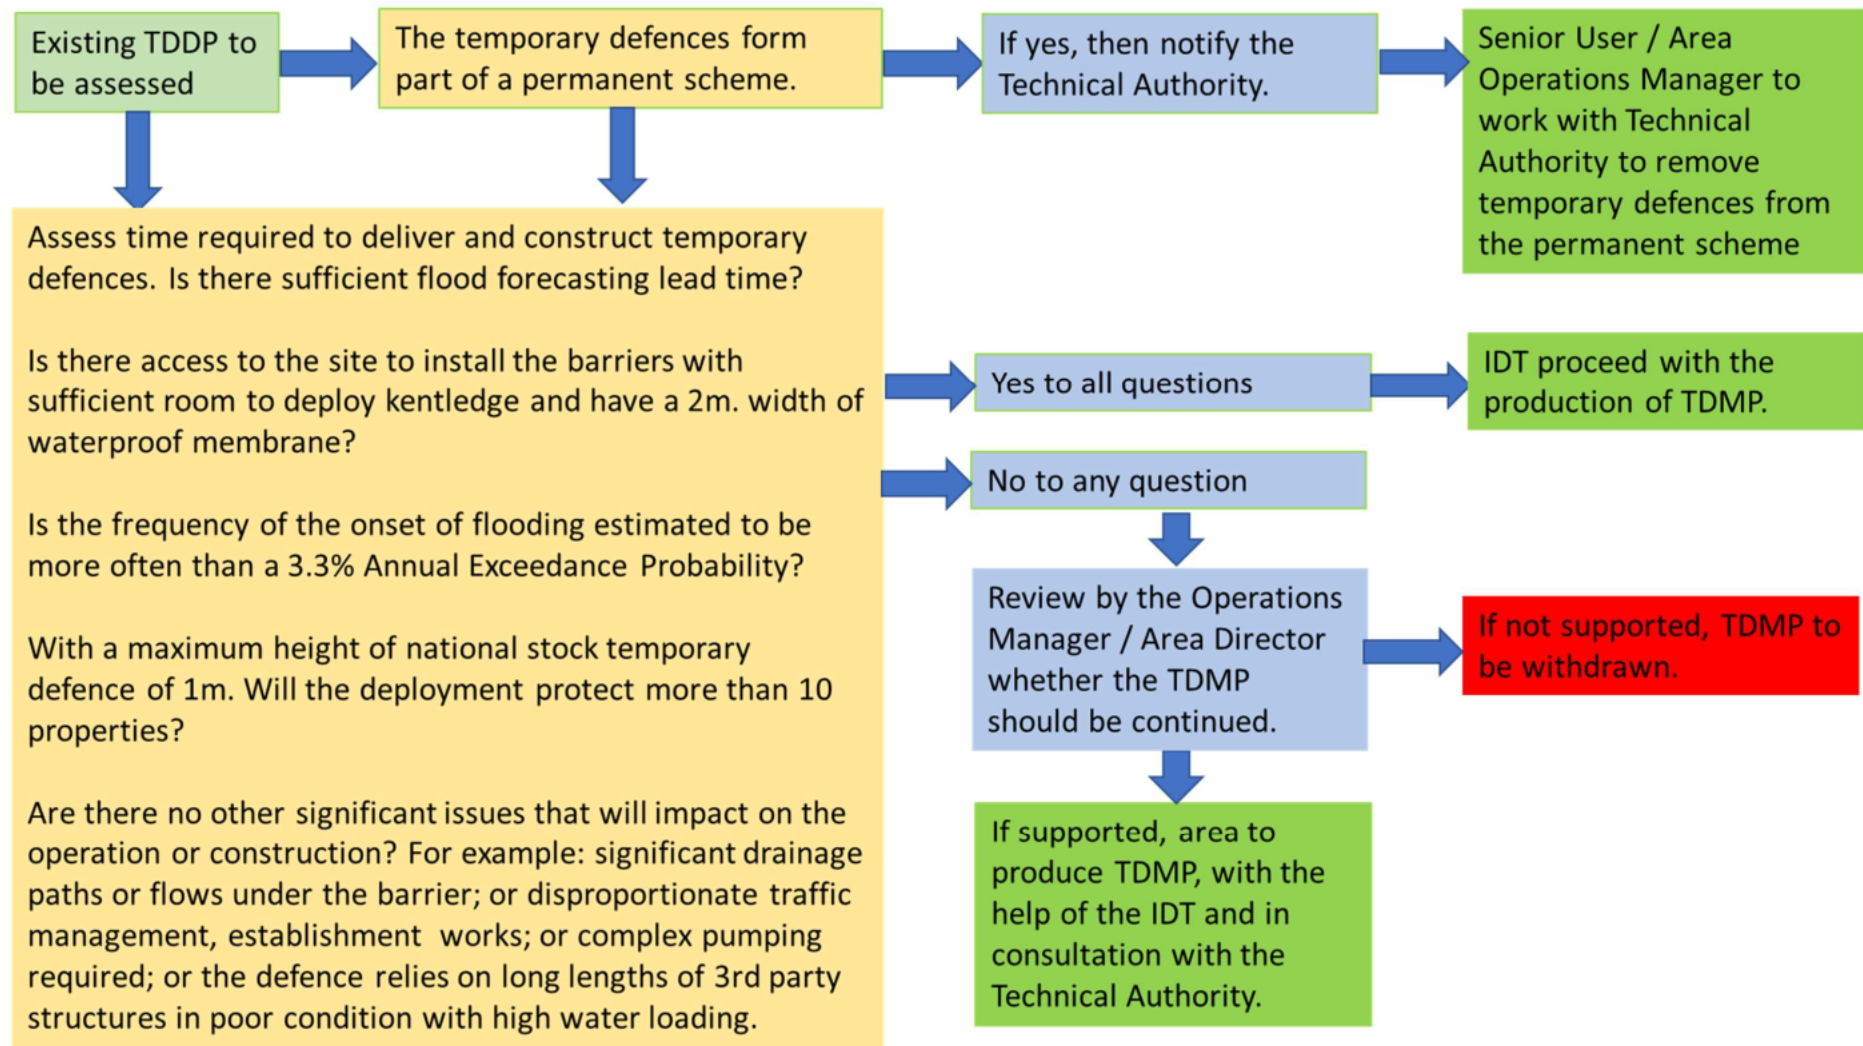 Existing TDDP to
be assessed
The temporary defences form
part of a permanent scheme.
If yes, then notify the
Technical Authority.
Senior User / Area
Operations Manager to
work with Technical
Authority to remove
temporary defences from
the permanent scheme
Assess time required to deliver and construct temporary
defences. Is there sufficient flood forecasting lead time?
Is there access to the site to install the barriers with
sufficient room to deploy kentledge and have a 2m. width of
waterproof membrane?
Is the frequency of the onset of flooding estimated to be
more often than a 3.3% Annual Exceedance Probability?
With a maximum height of national stock temporary
defence of 1m. Will the deployment protect more than 10
properties?
Are there no other significant issues that will impact on the
operation or construction? For example: significant drainage
paths or flows under the barrier; or disproportionate traffic
management, establishment works; or complex pumping
required; or the defence relies on long lengths of 3rd party
structures in poor condition with high water loading.
Yes to all questions
IDT proceed with the
production of TDMP.
No to any question
Review by the Operations
Manager / Area Director
whether the TDMP
should be continued.
If not supported, TDMP to
be withdrawn.
If supported, area to
produce TDMP, with the
help of the IDT and in
consultation with the
Technical Authority.